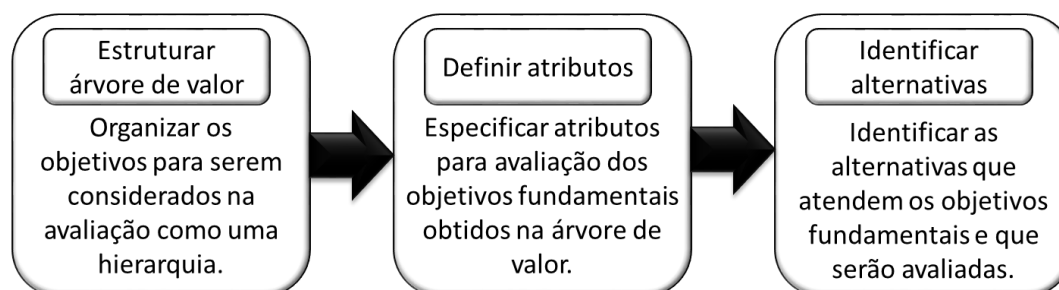 Estruturar
árvore de valor
Organizar os
objetivos para serem
considerados na
avaliação como uma
hierarquia.
Definir atributos
Especificar atributos
para avaliação dos
objetivos fundamentais
obtidos na árvore de
valor.
Identificar
alternativas
Identificar as
alternativas que
atendem os objetivos
fundamentais e que
serão avaliadas.